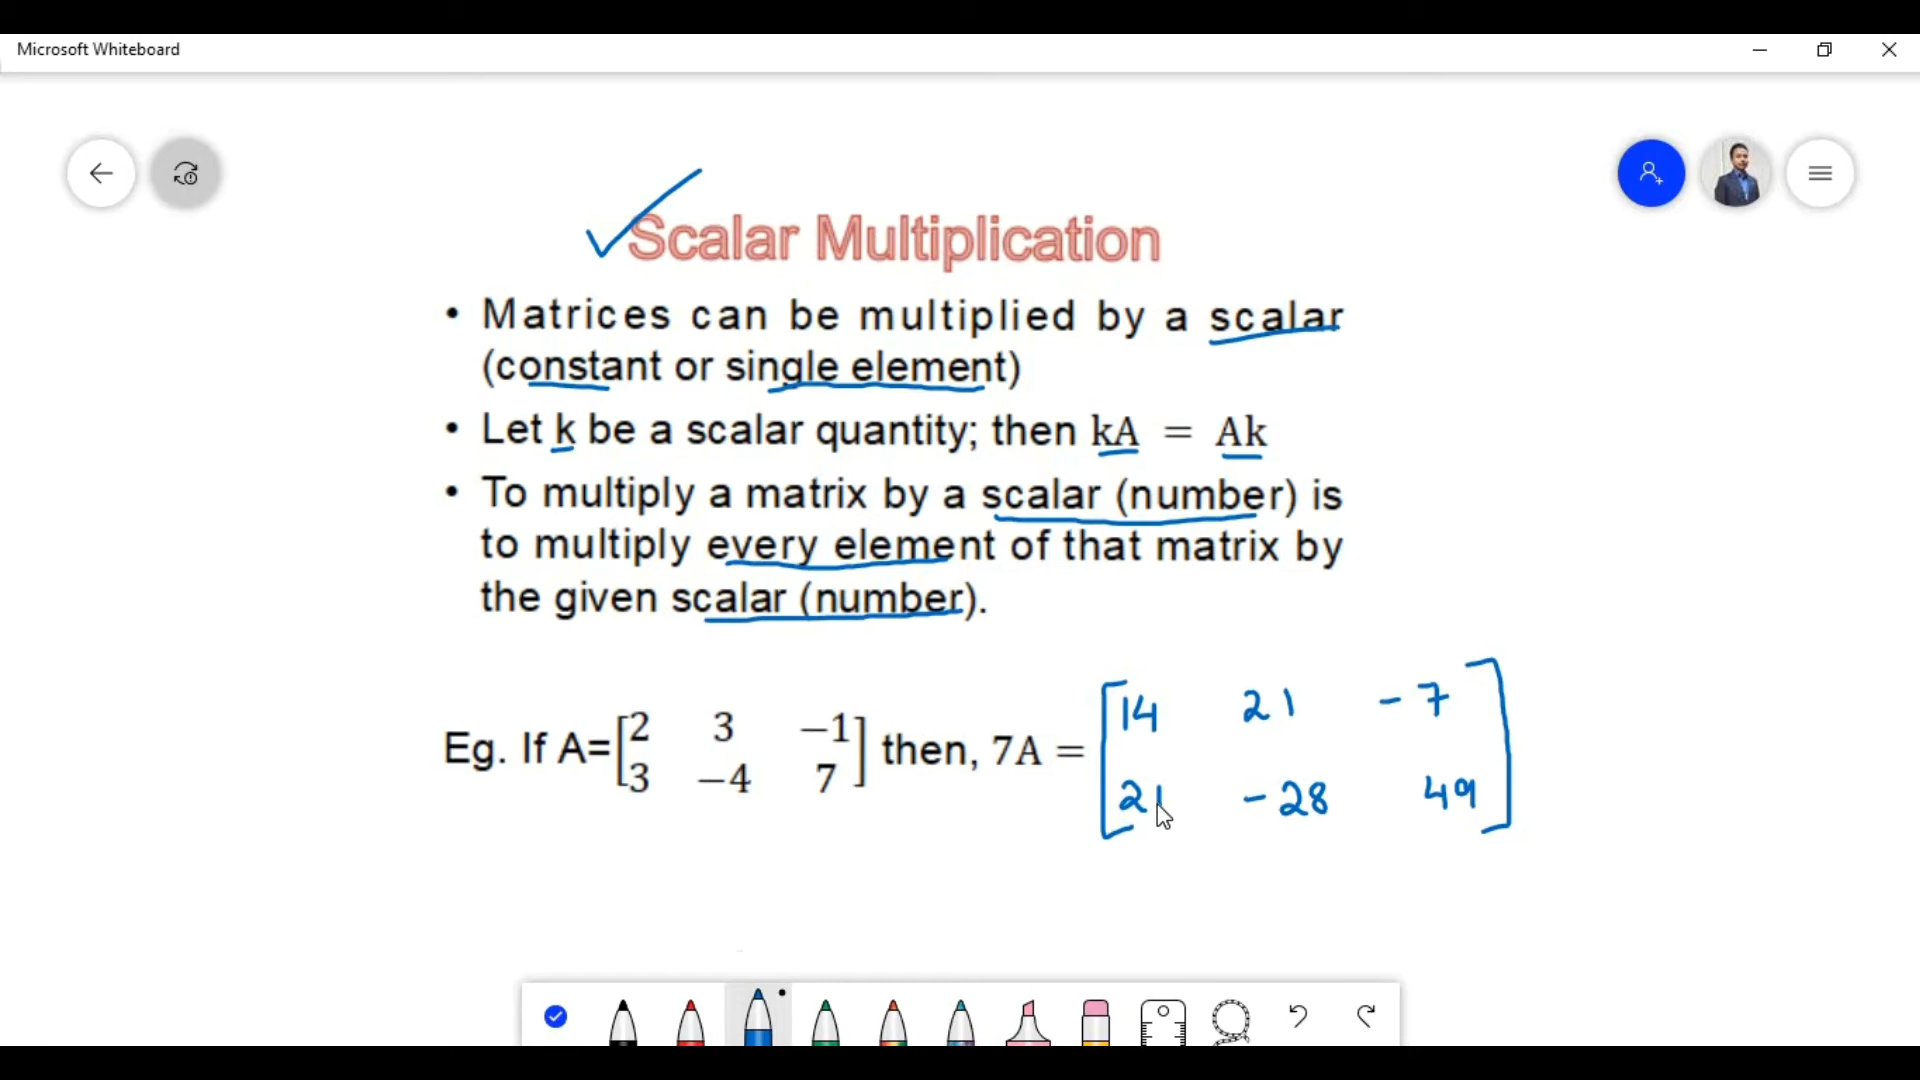 Microsoft Whiteboard
Scalar Multiplication
• Matrices can be multiplied by a scalar
(constant or single element)
• Let k be a scalar quantity; then kA = Ak
• To multiply a matrix by a scalar (number) is
to multiply every element of that matrix by
the given scalar (number).
14 21 -7
2 3 −1
Eg. If A=[ ] then, 7A = [ ]
3 −4 7
21 -28 49